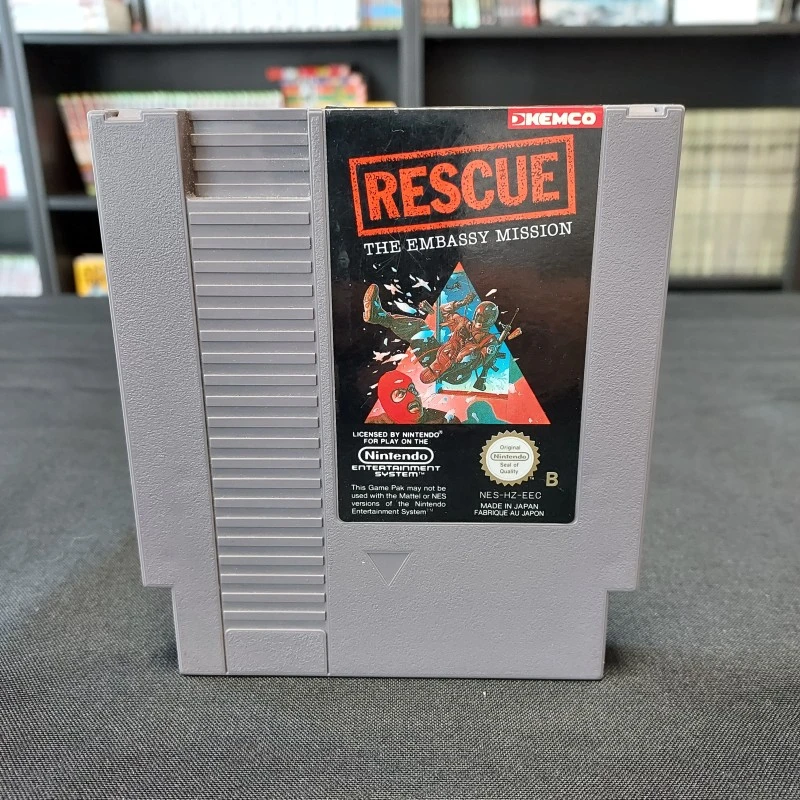 KEMCO
RESCUE
THE EMBASSY MISSION
LICENSED BY NINTENDO®
FOR PLAY ON THE
Nintendo
ENTERTAINMENT
SYSTEM™
This Game Pak may not be
used with the Mattel or NES
versions of the Nintendo
Entertainment System™
Original
Nintendo
Seal of
Quality
B
NES-HZ-EEC
MADE IN JAPAN
FABRIQUE AU JAPON